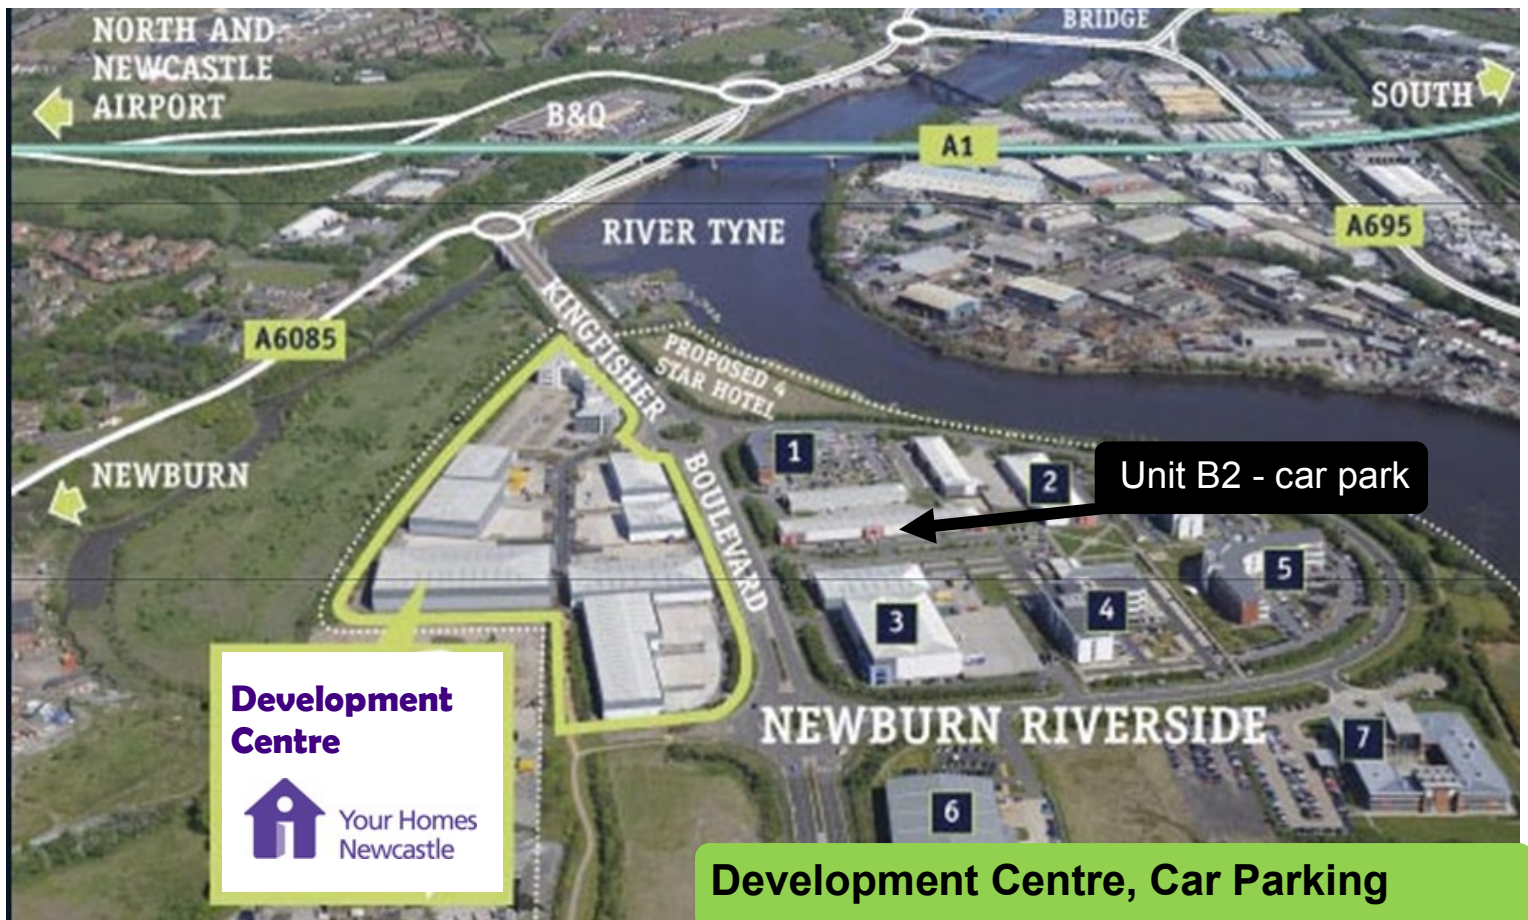 NORTH AND
NEWCASTLE
AIRPORT
BRIDGE
SOUTH
B&Q
A1
RIVER TYNE
A695
A6085
KINGFISHER
BOULEVARD
PROPOSED 4
STAR HOTEL
NEWBURN
1
2
Unit B2 - car park
5
3
4
NEWBURN RIVERSIDE
7
6
Development
Centre
Your Homes
Newcastle
Development Centre, Car Parking